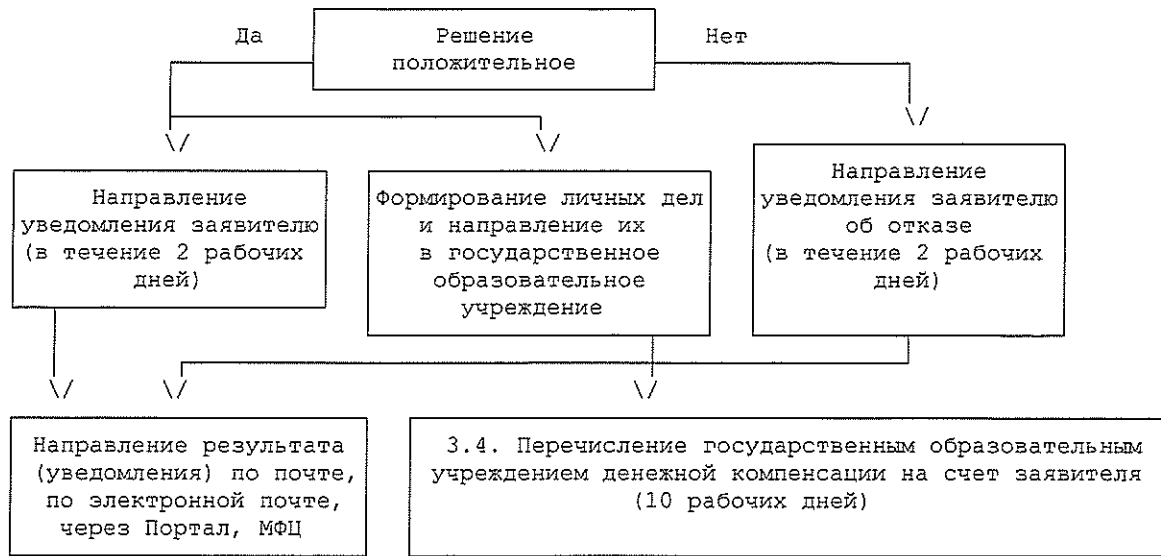 Да
Решение
положительное
Нет
\/
\/
\/
Направление
уведомления заявителю
(в течение 2 рабочих
дней)
Формирование личных дел
и направление их
в государственное
образовательное
учреждение
Направление
уведомления заявителю
об отказе
(в течение 2 рабочих
дней)
\/
\/
\/
Направление результата
(уведомления) по почте,
по электронной почте,
через Портал, МФЦ
3.4. Перечисление государственным образовательным
учреждением денежной компенсации на счет заявителя
(10 рабочих дней)